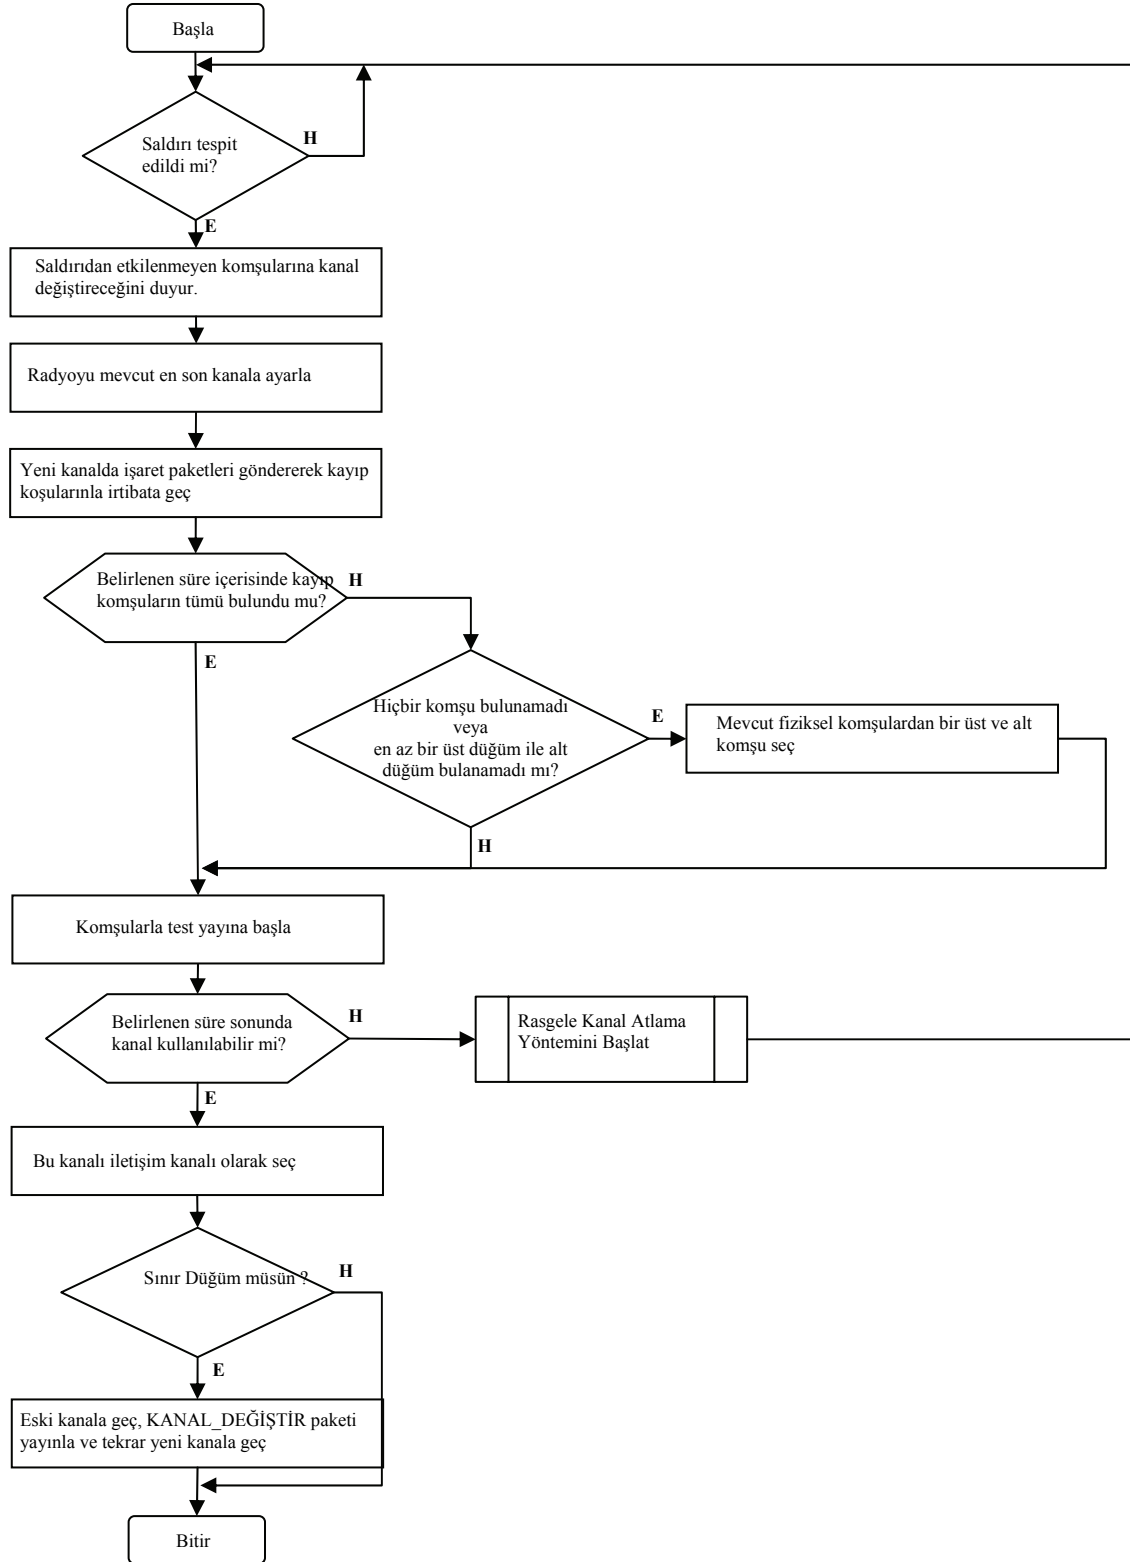 Başla
Saldırı tespit
edildi mi?
H
E
Saldırıdan etkilenmeyen komşularına kanal
değiştireceğini duyur.
Radyoyu mevcut en son kanala ayarla
Yeni kanalda işaret paketleri göndererek kayıp
koşularınla irtibata geç
Belirlenen süre içerisinde kayıp
komşuların tümü bulundu mu?
H
E
Hiçbir komşu bulunamadı
veya
en az bir üst düğüm ile alt
düğüm bulanamadı mı?
E
H
Mevcut fiziksel komşulardan bir üst ve alt
komşu seç
Komşularla test yayına başla
Belirlenen süre sonunda
kanal kullanılabilir mi?
H
E
Rasgele Kanal Atlama
Yöntemini Başlat
Bu kanalı iletişim kanalı olarak seç
Sınır Düğüm müsün ?
H
E
Eski kanala geç, KANAL_DEĞİŞTİR paketi
yayınla ve tekrar yeni kanala geç
Bitir